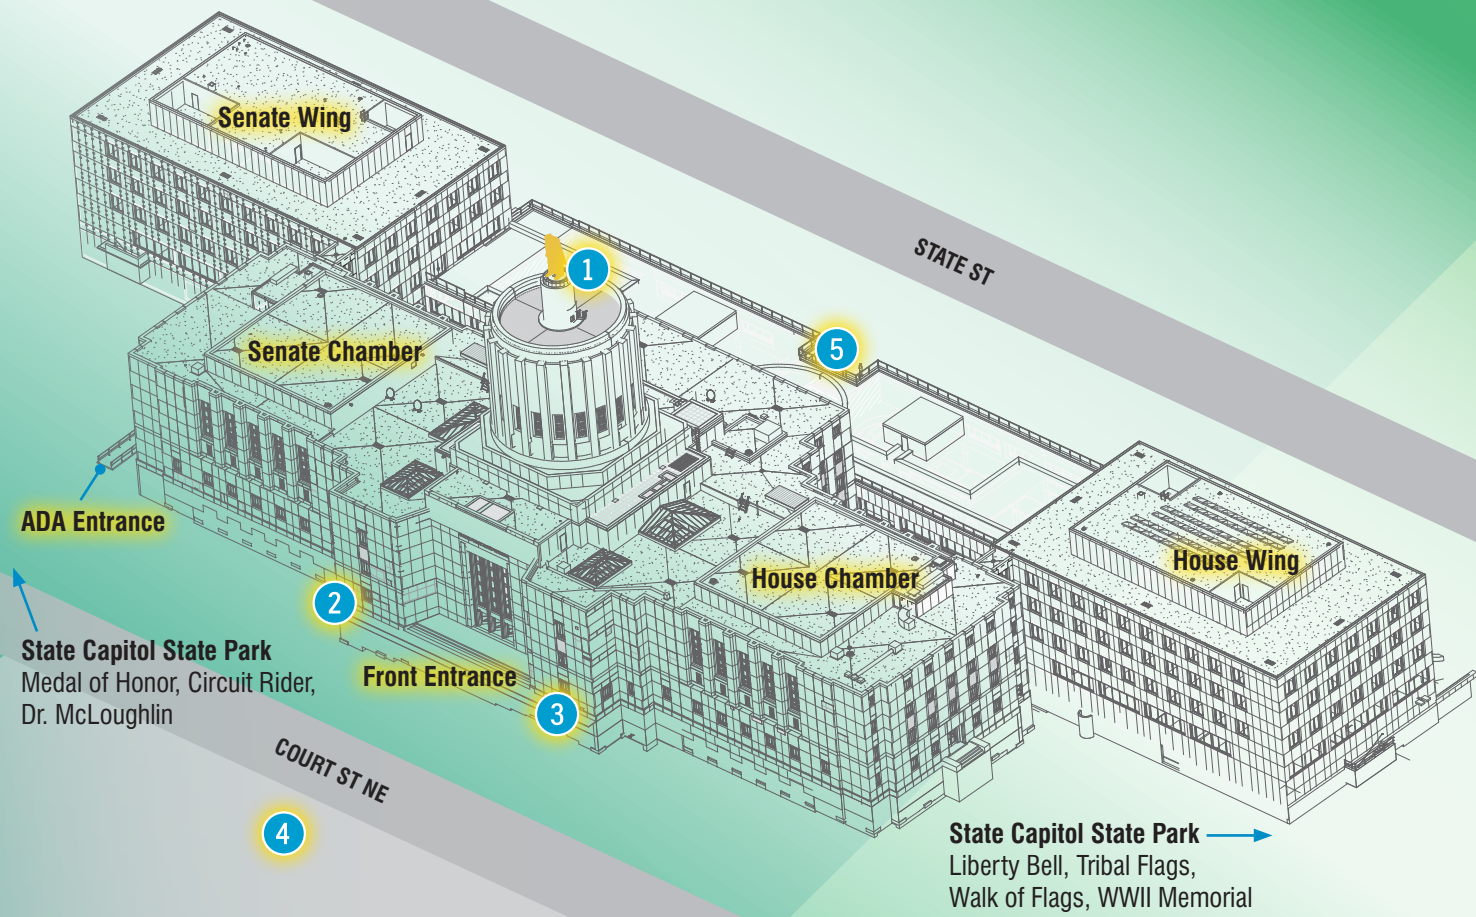 Senate Wing
1
STATE ST
Senate Chamber
5
ADA Entrance
House Wing
House Chamber
2
State Capitol State Park
Medal of Honor, Circuit Rider,
Dr. McLoughlin
Front Entrance
3
COURT ST NE
4
State Capitol State Park
Liberty Bell, Tribal Flags,
Walk of Flags, WWII Memorial